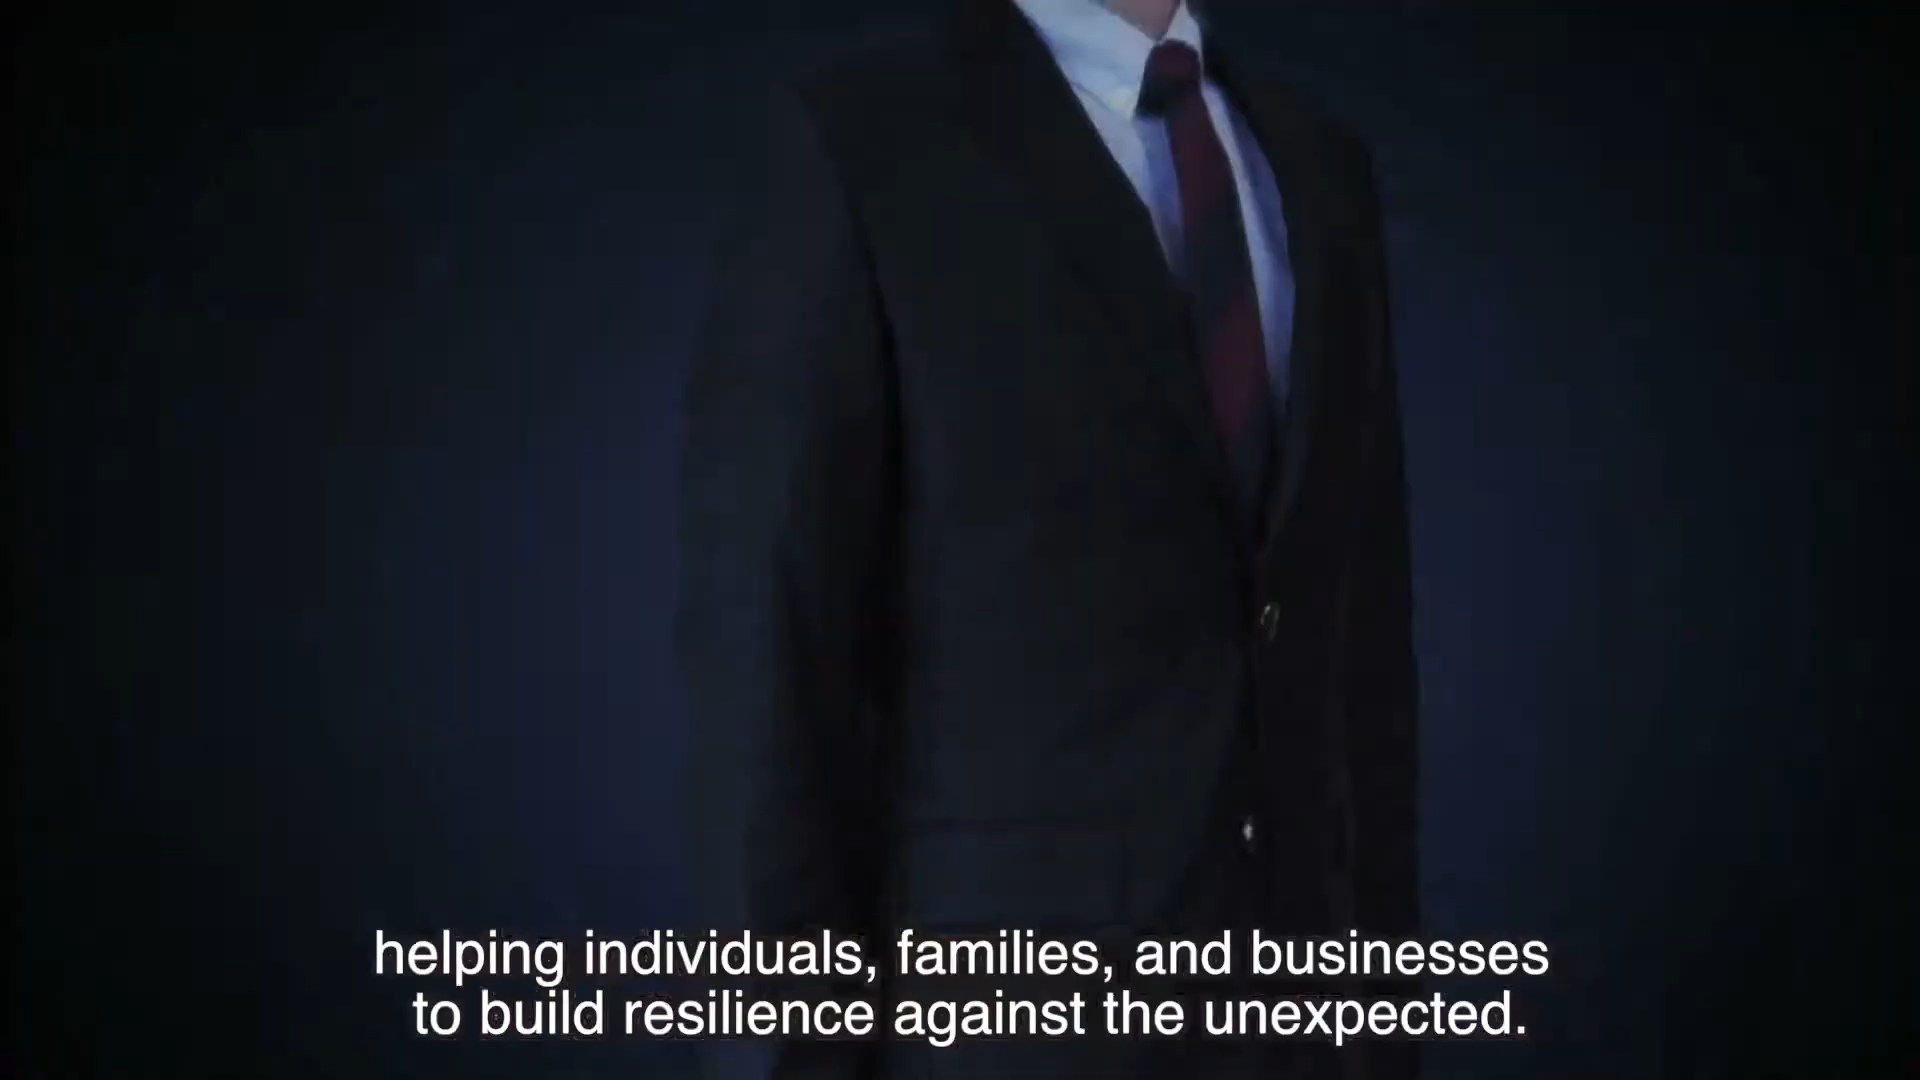 helping individuals, families, and businesses
to build resilience against the unexpected.